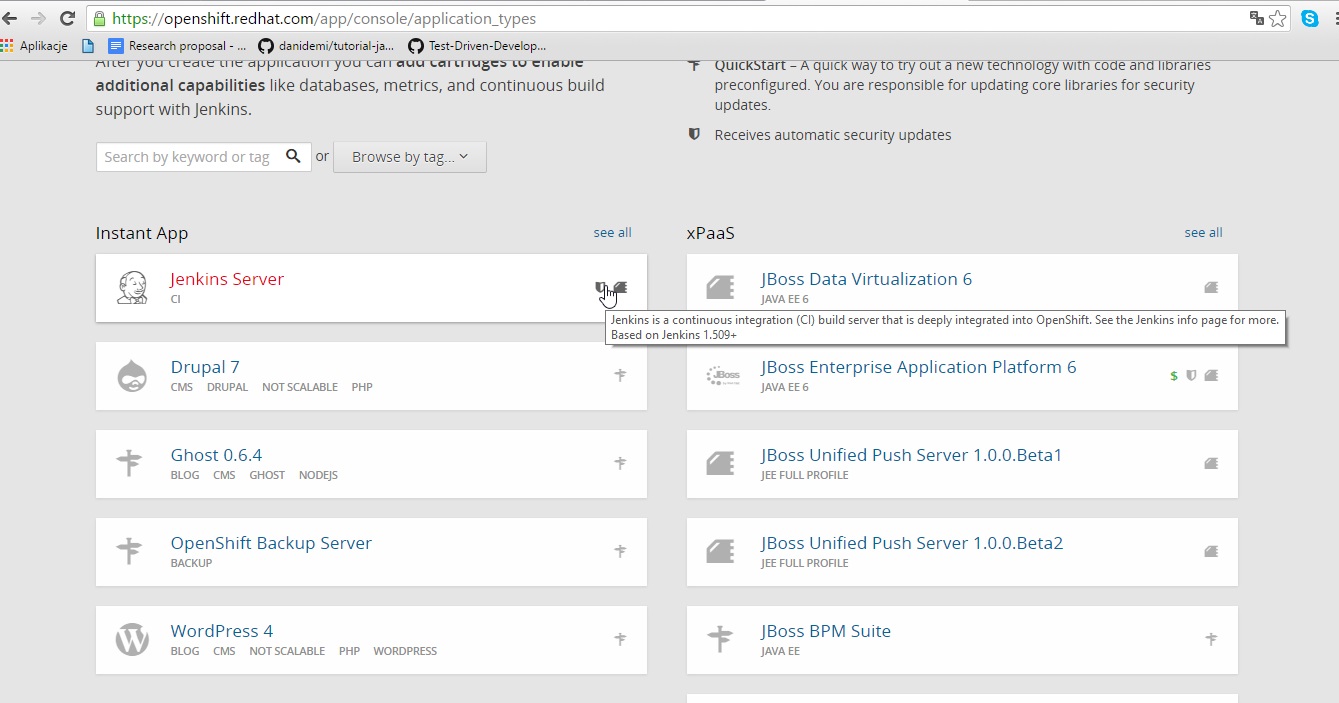 https://openshift.redhat.com/app/console/application_types
Aplikacje
Research proposal - ...
danidemi/tutorial-ja...
Test-Driven-Develop...
After you create the application you can add cartridges to enable
additional capabilities like databases, metrics, and continuous build
support with Jenkins.
Search by keyword or tag
or
Browse by tag...
QuickStart – A quick way to try out a new technology with code and libraries
preconfigured. You are responsible for updating core libraries for security
updates.
Receives automatic security updates
Instant App
see all
Jenkins Server
CI
Drupal 7
CMS DRUPAL NOT SCALABLE PHP
Ghost 0.6.4
BLOG CMS GHOST NODEJS
OpenShift Backup Server
BACKUP
WordPress 4
BLOG CMS NOT SCALABLE PHP WORDPRESS
xPaaS
see all
JBoss Data Virtualization 6
JAVA EE 6
Jenkins is a continuous integration (CI) build server that is deeply integrated into OpenShift. See the Jenkins info page for more.
Based on Jenkins 1.509+
JBoss
JBoss Enterprise Application Platform 6
$
JAVA EE 6
JBoss Unified Push Server 1.0.0.Beta1
JEE FULL PROFILE
JBoss Unified Push Server 1.0.0.Beta2
JEE FULL PROFILE
JBoss BPM Suite
JAVA EE